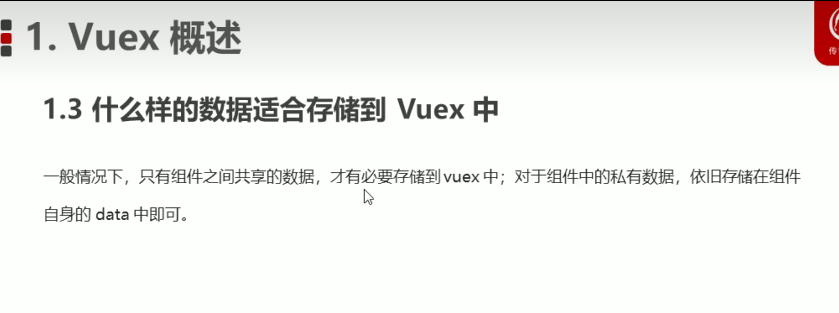 1. Vuex 概述
传
1.3 什么样的数据适合存储到 Vuex 中
一般情况下，只有组件之间共享的数据，才有必要存储到 vuex 中；对于组件中的私有数据，依旧存储在组件
自身的 data 中即可。